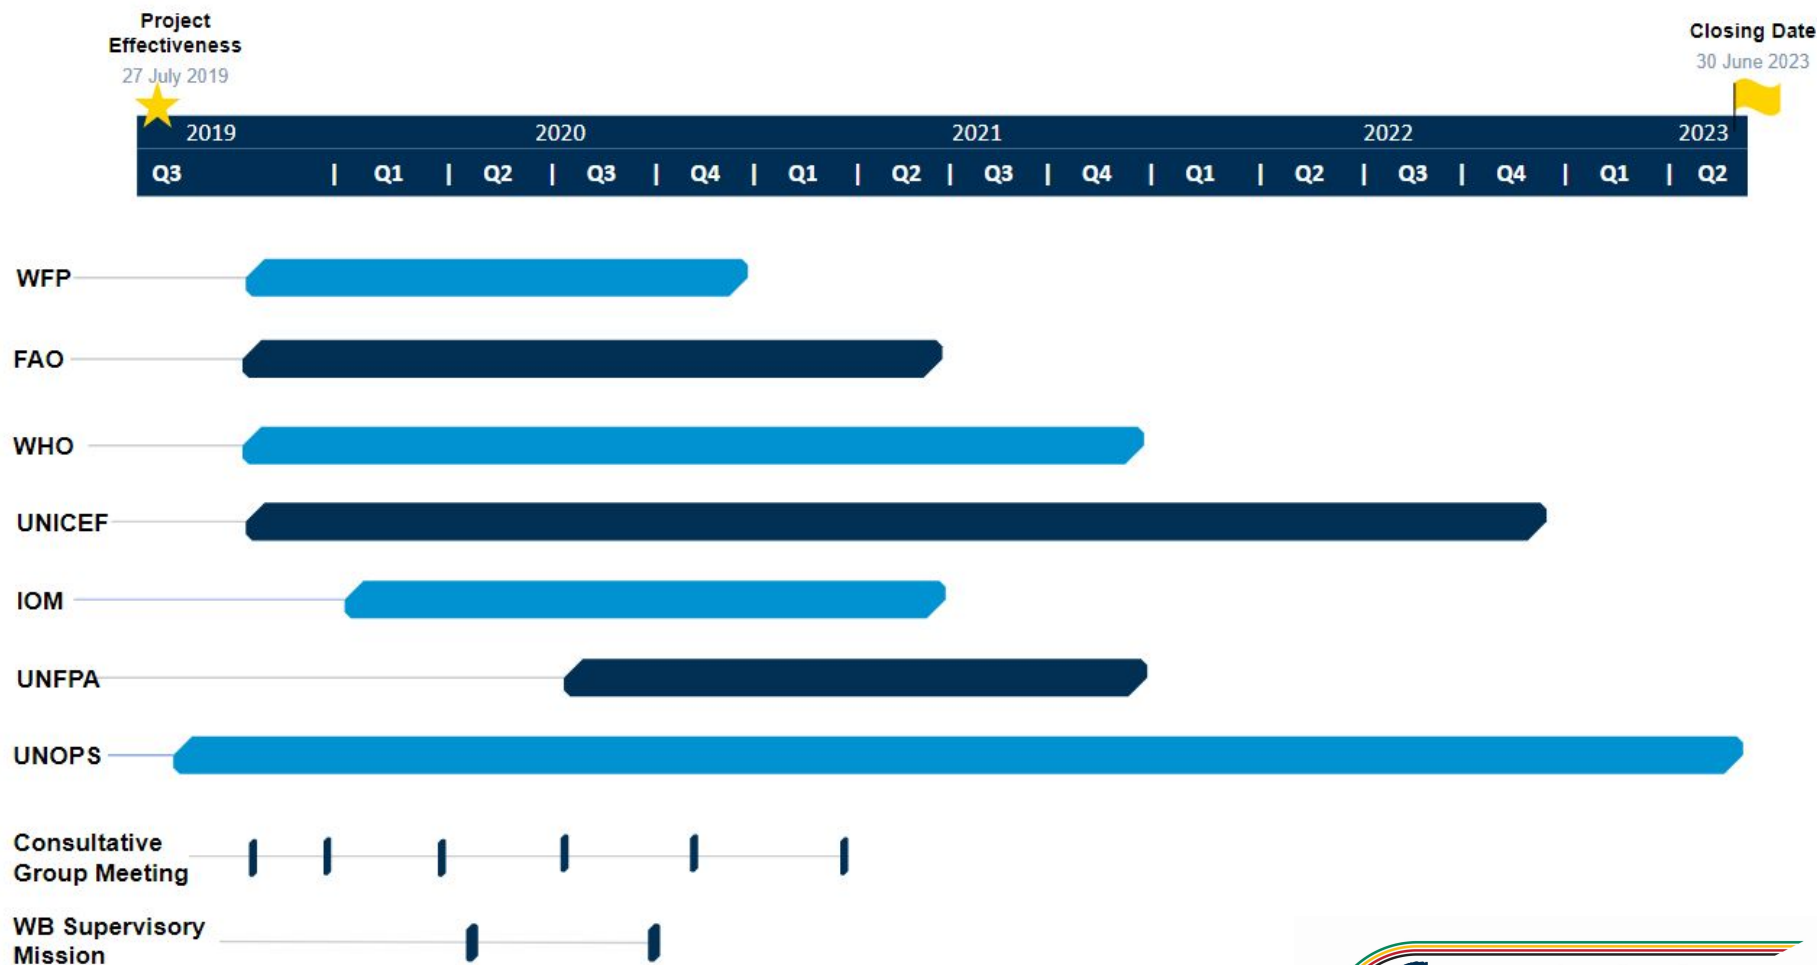 Project
Effectiveness
27 July 2019
Closing Date
30 June 2023
2019 2020 2021 2022 2023
Q3 | Q1 | Q2 | Q3 | Q4 | Q1 | Q2 | Q3 | Q4 | Q1 | Q2 | Q3 | Q4 | Q1 | Q2
WFP
FAO
WHO
UNICEF
IOM
UNFPA
UNOPS
Consultative
Group Meeting
WB Supervisory
Mission